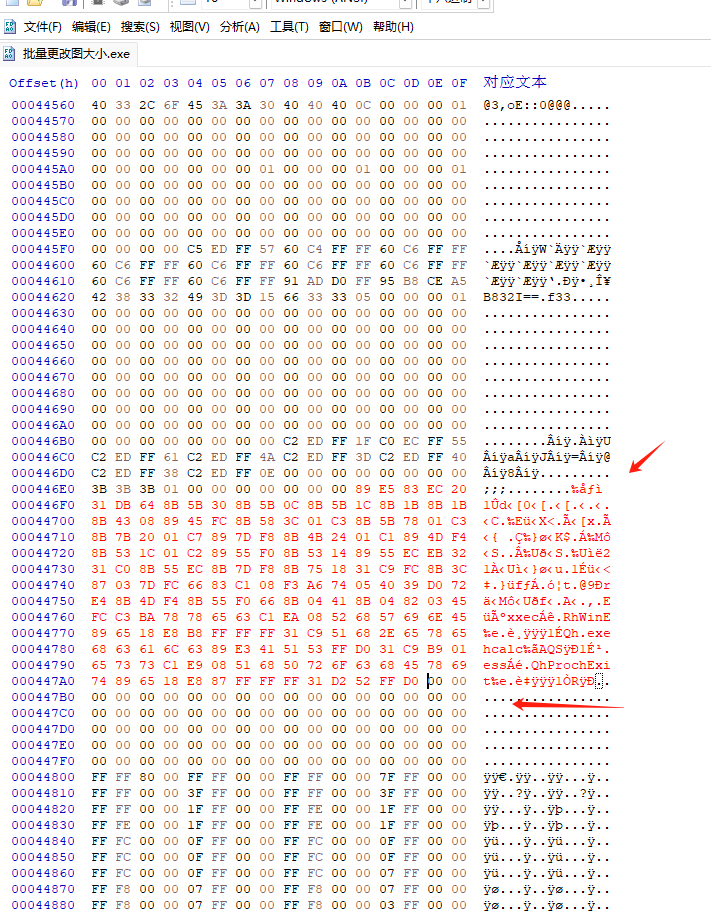 文件(F) 编辑(E) 搜索(S) 视图(V) 分析(A) 工具(T) 窗口(W) 帮助(H)
批量更改图大小.exe
Offset(h) 00 01 02 03 04 05 06 07 08 09 0A 0B 0C 0D 0E 0F 对应文本
00044560 40 33 2C 6F 45 3A 3A 30 40 40 40 0C 00 00 00 01 @3,oE::0@@@.....
00044570 00 00 00 00 00 00 00 00 00 00 00 00 00 00 00 00 ................
00044580 00 00 00 00 00 00 00 00 00 00 00 00 00 00 00 00 ................
00044590 00 00 00 00 00 00 00 00 00 00 00 00 00 00 00 00 ................
000445A0 00 00 00 00 00 00 00 01 00 00 00 01 00 00 00 01 ................
000445B0 00 00 00 00 00 00 00 00 00 00 00 00 00 00 00 00 ................
000445C0 00 00 00 00 00 00 00 00 00 00 00 00 00 00 00 00 ................
000445D0 00 00 00 00 00 00 00 00 00 00 00 00 00 00 00 00 ................
000445E0 00 00 00 00 00 00 00 00 00 00 00 00 00 00 00 00 ................
000445F0 00 00 00 00 C5 ED FF 57 60 C4 FF FF 60 C6 FF FF ....ÅíÿW`Äÿÿ`Æÿÿ
00044600 60 C6 FF FF 60 C6 FF FF 60 C6 FF FF 60 C6 FF FF `Æÿÿ`Æÿÿ`Æÿÿ`Æÿÿ
00044610 60 C6 FF FF 60 C6 FF FF 91 AD D0 FF 95 B8 CE A5 `Æÿÿ`Æÿÿ‘.Ðÿ•¸Î¥
00044620 42 38 33 32 49 3D 3D 15 66 33 33 05 00 00 00 01 B832I==.f33.....
00044630 00 00 00 00 00 00 00 00 00 00 00 00 00 00 00 00 ................
00044640 00 00 00 00 00 00 00 00 00 00 00 00 00 00 00 00 ................
00044650 00 00 00 00 00 00 00 00 00 00 00 00 00 00 00 00 ................
00044660 00 00 00 00 00 00 00 00 00 00 00 00 00 00 00 00 ................
00044670 00 00 00 00 00 00 00 00 00 00 00 00 00 00 00 00 ................
00044680 00 00 00 00 00 00 00 00 00 00 00 00 00 00 00 00 ................
00044690 00 00 00 00 00 00 00 00 00 00 00 00 00 00 00 00 ................
000446A0 00 00 00 00 00 00 00 00 00 00 00 00 00 00 00 00 ................
000446B0 00 00 00 00 00 00 00 00 C2 ED FF 1F C0 EC FF 55 ........Âíÿ.ÀìÿU
000446C0 C2 ED FF 61 C2 ED FF 4A C2 ED FF 3D C2 ED FF 40 ÂíÿaÂíÿJÂíÿ=Âíÿ@
000446D0 C2 ED FF 38 C2 ED FF 0E 00 00 00 00 00 00 00 00 Âíÿ8Âíÿ.........
000446E0 3B 3B 3B 01 00 00 00 00 00 00 00 89 E5 83 EC 20 ;;;........‰åƒì
000446F0 31 DB 64 8B 5B 30 8B 5B 0C 8B 5B 1C 8B 1B 8B 1B 1Ûd‹[0‹[.‹[.‹.‹.
00044700 8B 43 08 89 45 FC 8B 58 3C 01 C3 8B 5B 78 01 C3 ‹C.‰Eü‹X<.Ã‹[x.Ã
00044710 8B 7B 20 01 C7 89 7D F8 8B 4B 24 01 C1 89 4D F4 ‹{ .Ç‰}ø‹K$.Á‰Mô
00044720 8B 53 1C 01 C2 89 55 F0 8B 53 14 89 55 EC EB 32 ‹S..Â‰Uð‹S.‰Uìë2
00044730 31 C0 8B 55 EC 8B 7D F8 8B 75 18 31 C9 FC 8B 3C 1À‹Uì‹}ø‹u.1Éü‹<
00044740 87 03 7D FC 66 83 C1 08 F3 A6 74 05 40 39 D0 72 ‡.}üfƒÁ.ó¦t.@9Ðr
00044750 E4 8B 4D F4 8B 55 F0 66 8B 04 41 8B 04 82 03 45 ä‹Mô‹Uðf‹.A‹.‚.E
00044760 FC C3 BA 78 78 65 63 C1 EA 08 52 68 57 69 6E 45 üÃºxxecÁê.RhWinE
00044770 89 65 18 E8 B8 FF FF FF 31 C9 51 68 2E 65 78 65 ‰e.è¸ÿÿÿ1ÉQh.exe
00044780 68 63 61 6C 63 89 E3 41 51 53 FF D0 31 C9 B9 01 hcalc‰ãAQSÿÐ1É¹.
00044790 65 73 73 C1 E9 08 51 68 50 72 6F 63 68 45 78 69 essÁé.QhProchExi
000447A0 74 89 65 18 E8 87 FF FF FF 31 D2 52 FF D0 00 00 t‰e.è‡ÿÿÿ1ÒRÿÐ..
000447B0 00 00 00 00 00 00 00 00 00 00 00 00 00 00 00 00 ................
000447C0 00 00 00 00 00 00 00 00 00 00 00 00 00 00 00 00 ................
000447D0 00 00 00 00 00 00 00 00 00 00 00 00 00 00 00 00 ................
000447E0 00 00 00 00 00 00 00 00 00 00 00 00 00 00 00 00 ................
000447F0 00 00 00 00 00 00 00 00 00 00 00 00 00 00 00 00 ................
00044800 FF FF 80 00 FF FF 00 00 FF FF 00 00 7F FF 00 00 ÿÿ€.ÿÿ..ÿÿ...ÿ..
00044810 FF FF 00 00 3F FF 00 00 FF FF 00 00 3F FF 00 00 ÿÿ..?ÿ..ÿÿ..?ÿ..
00044820 FF FF 00 00 1F FF 00 00 FF FE 00 00 1F FF 00 00 ÿÿ...ÿ..ÿþ...ÿ..
00044830 FF FE 00 00 1F FF 00 00 FF FE 00 00 1F FF 00 00 ÿþ...ÿ..ÿþ...ÿ..
00044840 FF FC 00 00 0F FF 00 00 FF FC 00 00 0F FF 00 00 ÿü...ÿ..ÿü...ÿ..
00044850 FF FC 00 00 0F FF 00 00 FF FC 00 00 0F FF 00 00 ÿü...ÿ..ÿü...ÿ..
00044860 FF FC 00 00 0F FF 00 00 FF FC 00 00 07 FF 00 00 ÿü...ÿ..ÿü...ÿ..
00044870 FF F8 00 00 07 FF 00 00 FF F8 00 00 07 FF 00 00 ÿø...ÿ..ÿø...ÿ..
00044880 FF F8 00 00 07 FF 00 00 FF F8 00 00 03 FF 00 00 ÿø...ÿ..ÿø...ÿ..